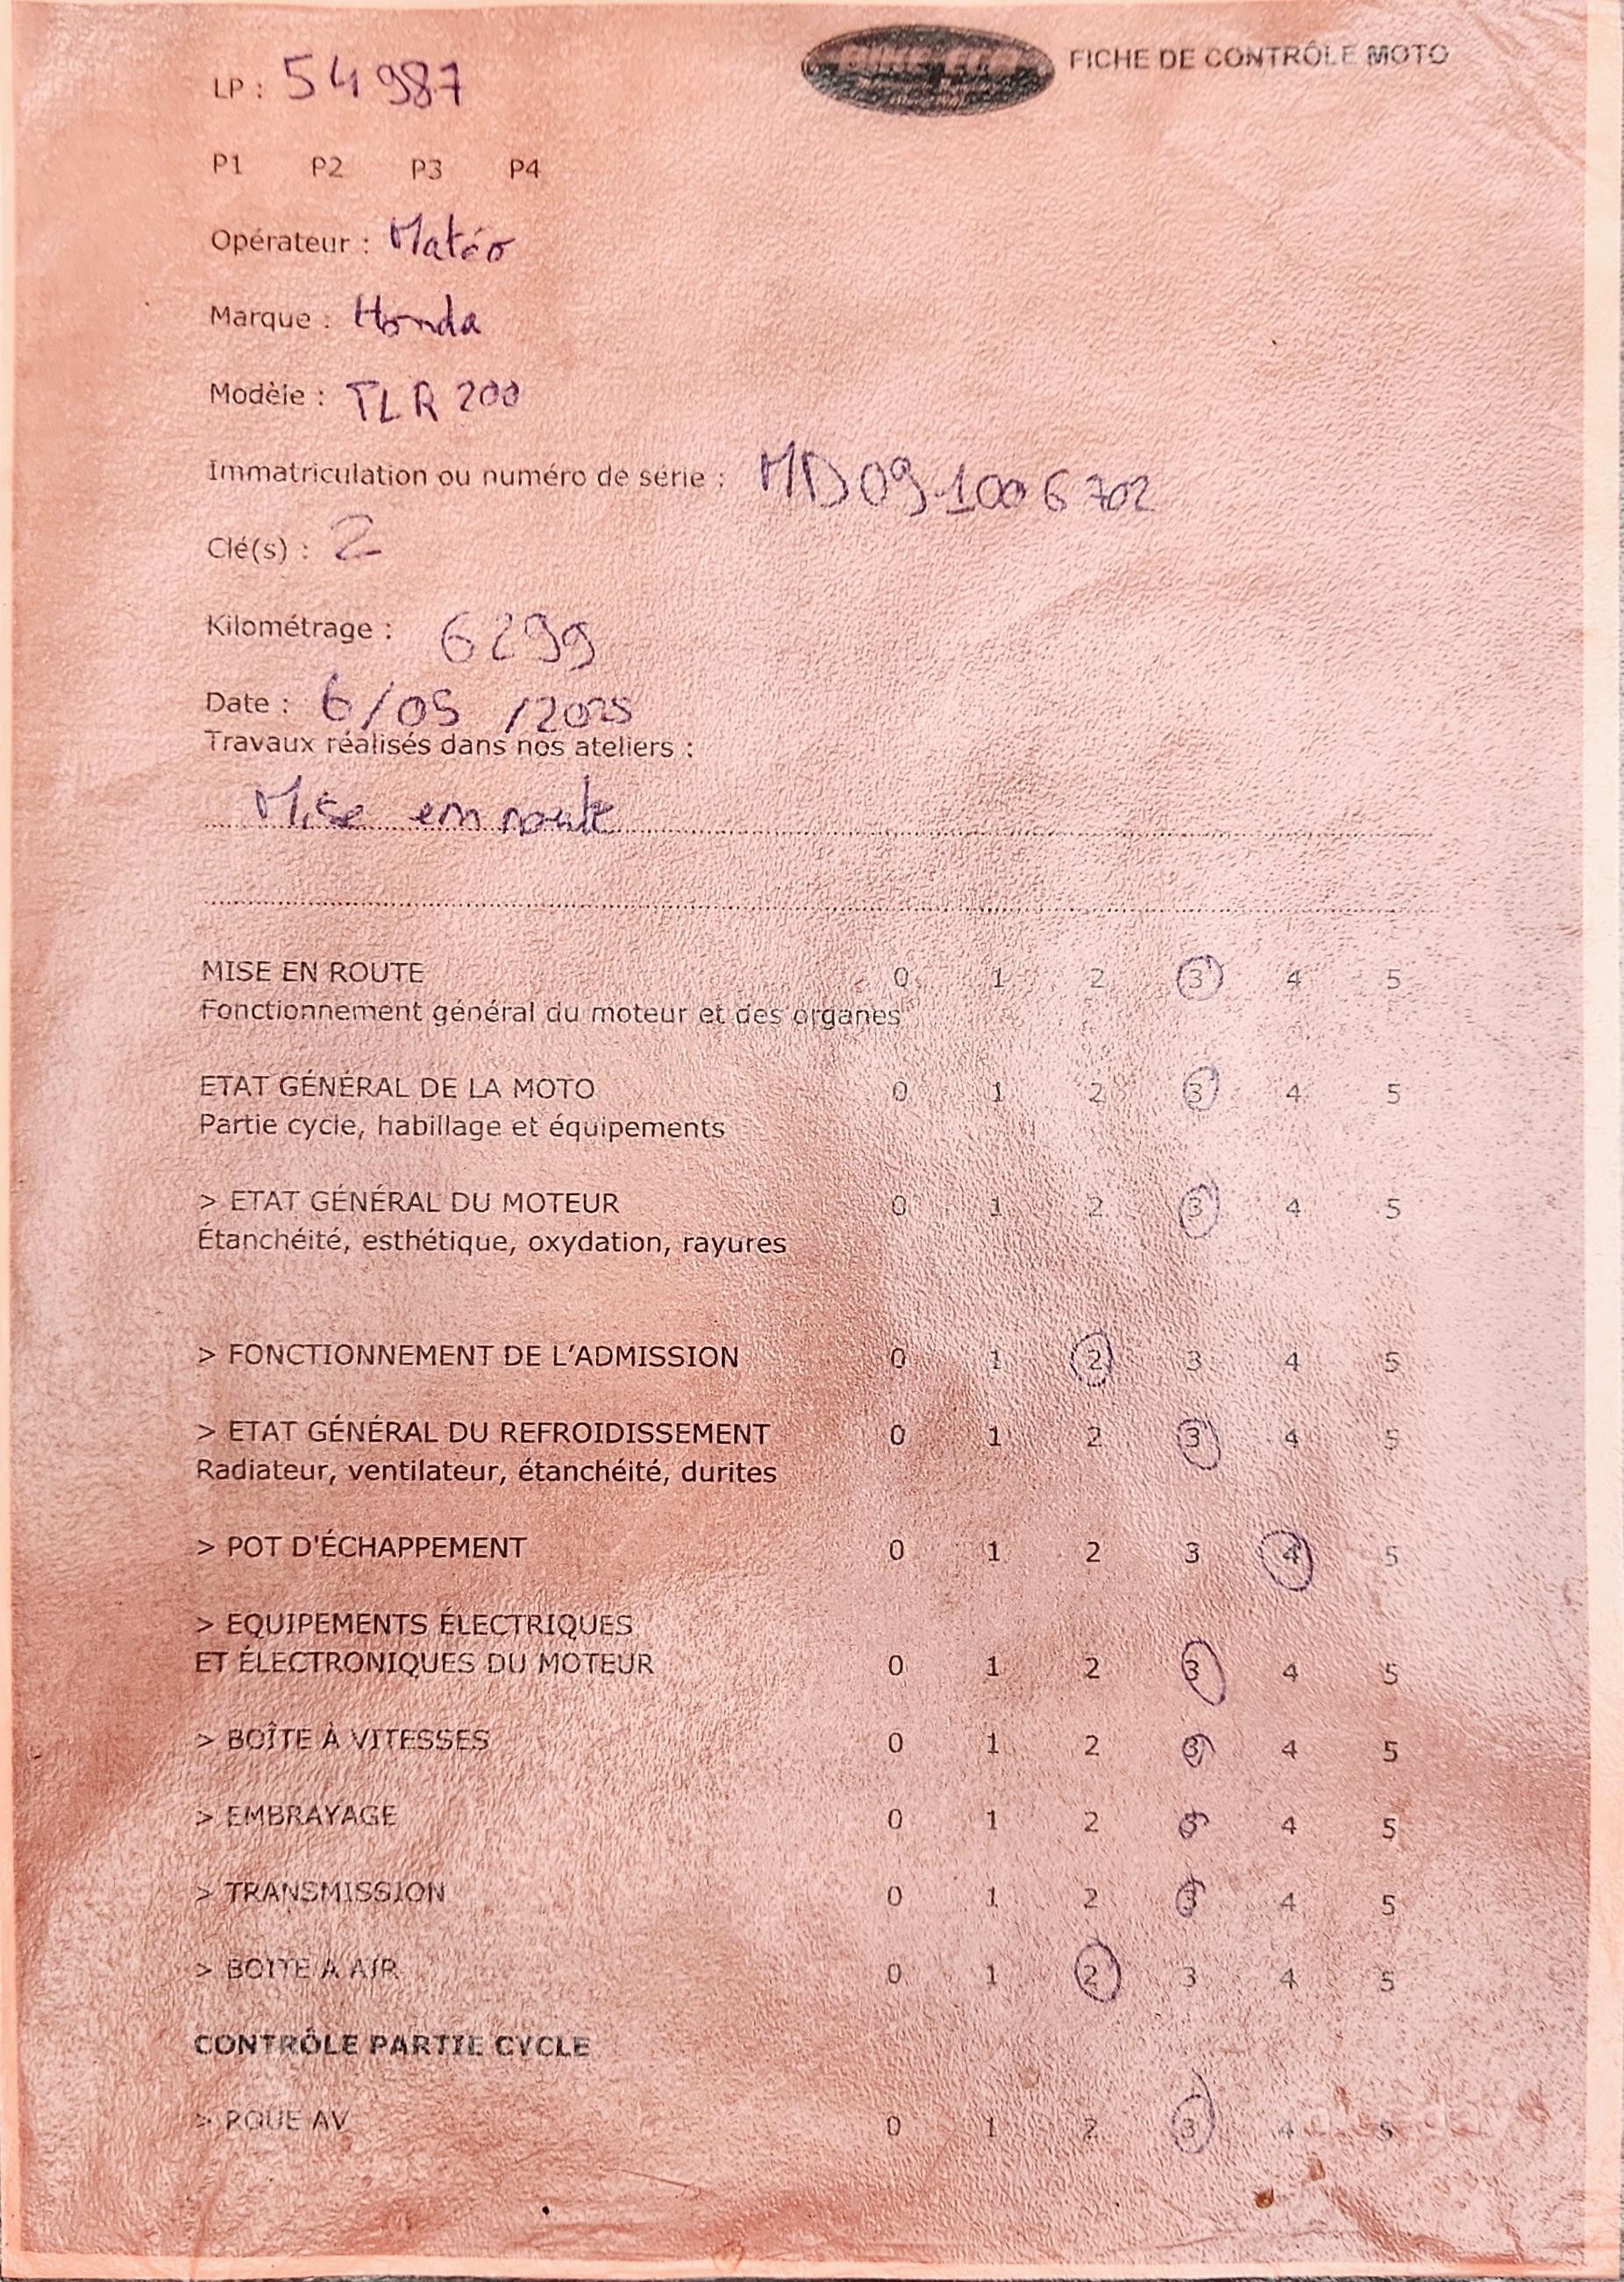 FICHE DE CONTRÔLE MOTO
LP : 54987
P1 P2 P3 P4
Opérateur : Matéo
Marque : Honda
Modèle : TLR 200
Immatriculation ou numéro de série : MD09-1006702
Clé(s) : 2
Kilométrage : 6299
Date : 6/05 /2025
Travaux réalisés dans nos ateliers :
Mise en route
MISE EN ROUTE 0 1 2 3 4 5
Fonctionnement général du moteur et des organes
ETAT GÉNÉRAL DE LA MOTO 0 1 2 3 4 5
Partie cycle, habillage et équipements
> ETAT GÉNÉRAL DU MOTEUR 0 1 2 3 4 5
Étanchéité, esthétique, oxydation, rayures
> FONCTIONNEMENT DE L'ADMISSION 0 1 2 3 4 5
> ETAT GÉNÉRAL DU REFROIDISSEMENT 0 1 2 3 4 5
Radiateur, ventilateur, étanchéité, durites
> POT D'ÉCHAPPEMENT 0 1 2 3 4 5
> EQUIPEMENTS ÉLECTRIQUES
ET ÉLECTRONIQUES DU MOTEUR 0 1 2 3 4 5
> BOÎTE À VITESSES 0 1 2 3 4 5
> EMBRAYAGE 0 1 2 3 4 5
> TRANSMISSION 0 1 2 3 4 5
> BOITE A AIR 0 1 2 3 4 5
CONTRÔLE PARTIE CYCLE
> ROUE AV 0 1 2 3 4 5